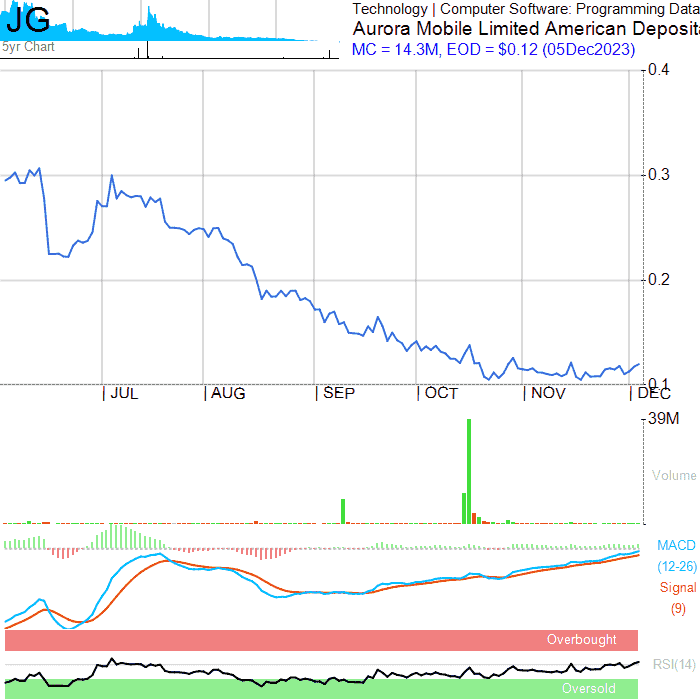 JG
5yr Chart
Technology | Computer Software: Programming Data
Aurora Mobile Limited American Deposit
MC = 14.3M, EOD = $0.12 (05Dec2023)
0.4
0.3
0.2
0.1
| JUL | AUG | SEP | OCT | NOV | DEC
39M
Volume
MACD
(12-26)
Signal
(9)
Overbought
RSI(14)
Oversold